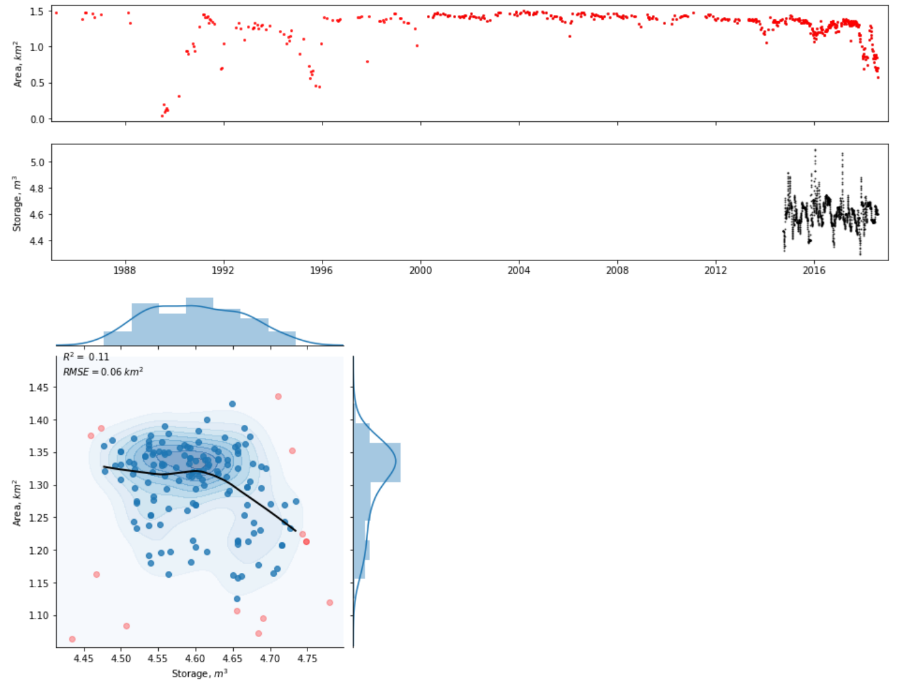 1.5
1.0
0.5
0.0
Area, km²
5.0
4.8
4.6
4.4
Storage, m³
1988 1992 1996 2000 2004 2008 2012 2016
R² = 0.11
RMSE = 0.06 km²
1.45
1.40
1.35
1.30
1.25
1.20
1.15
1.10
Area, km²
4.45 4.50 4.55 4.60 4.65 4.70 4.75
Storage, m³